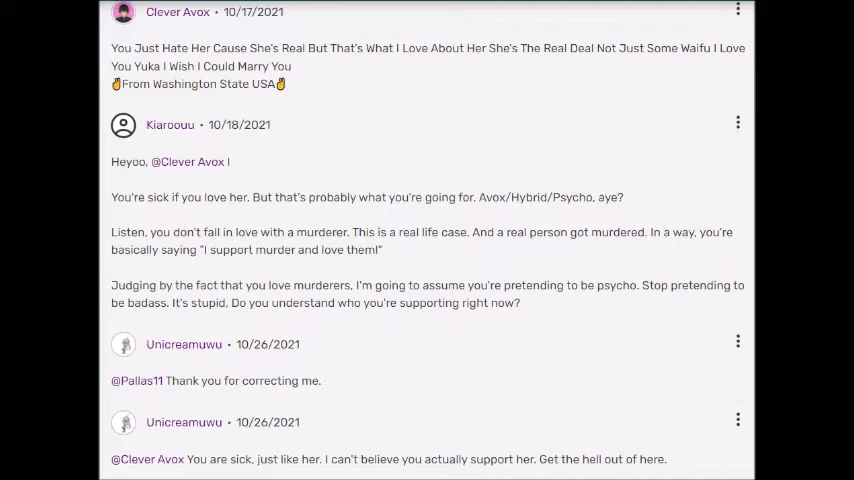 Clever Avox • 10/17/2021
You Just Hate Her Cause She's Real But That's What I Love About Her She's The Real Deal Not Just Some Waifu I Love
You Yuka I Wish I Could Marry You
✌From Washington State USA✌
Kiaroouu • 10/18/2021
Heyoo, @Clever Avox !
You're sick if you love her. But that's probably what you're going for. Avox/Hybrid/Psycho, aye?
Listen, you don't fall in love with a murderer. This is a real life case. And a real person got murdered. In a way, you're
basically saying "I support murder and love them!"
Judging by the fact that you love murderers, I'm going to assume you're pretending to be psycho. Stop pretending to
be badass. It's stupid, Do you understand who you're supporting right now?
Unicreamuwu • 10/26/2021
@Pallas11 Thank you for correcting me.
Unicreamuwu • 10/26/2021
@Clever Avox You are sick, just like her. I can't believe you actually support her. Get the hell out of here.